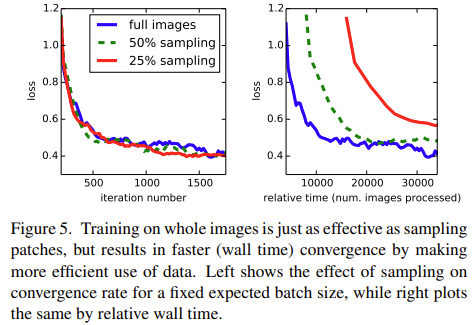 1.2
1.0
0.8
0.6
0.4
loss
500
1000
1500
iteration number
full images
50% sampling
25% sampling
1.2
1.0
0.8
0.6
0.4
loss
10000
20000
30000
relative time (num. images processed)
Figure 5. Training on whole images is just as effective as sampling
patches, but results in faster (wall time) convergence by making
more efficient use of data. Left shows the effect of sampling on
convergence rate for a fixed expected batch size, while right plots
the same by relative wall time.